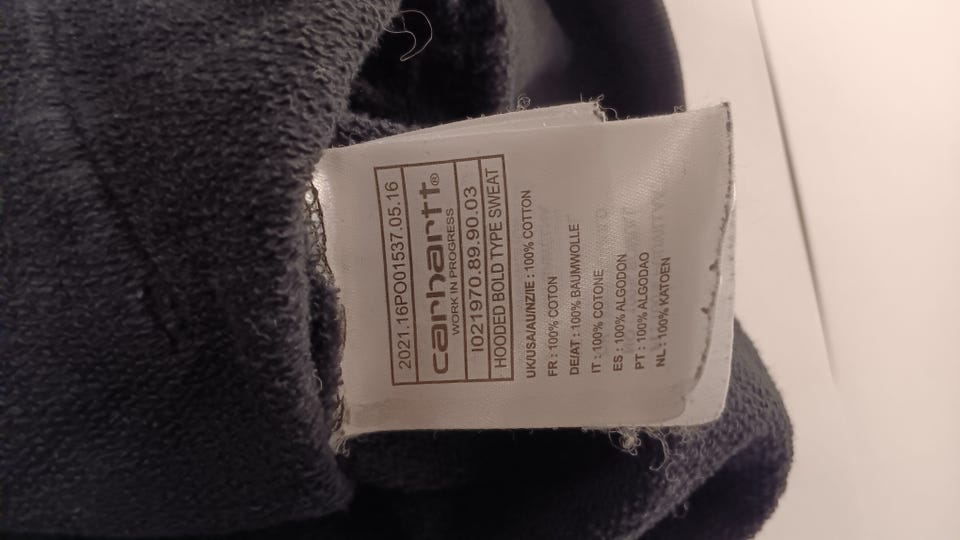 2021.16PO01537.05.16
carhartt®
WORK IN PROGRESS
I021970.89.90.03
HOODED BOLD TYPE SWEAT
UK/USA/AU/NZ/IE : 100% COTTON
FR : 100% COTON
DE/AT : 100% BAUMWOLLE
IT : 100% COTONE
ES : 100% ALGODON
PT : 100% ALGODAO
NL : 100% KATOEN